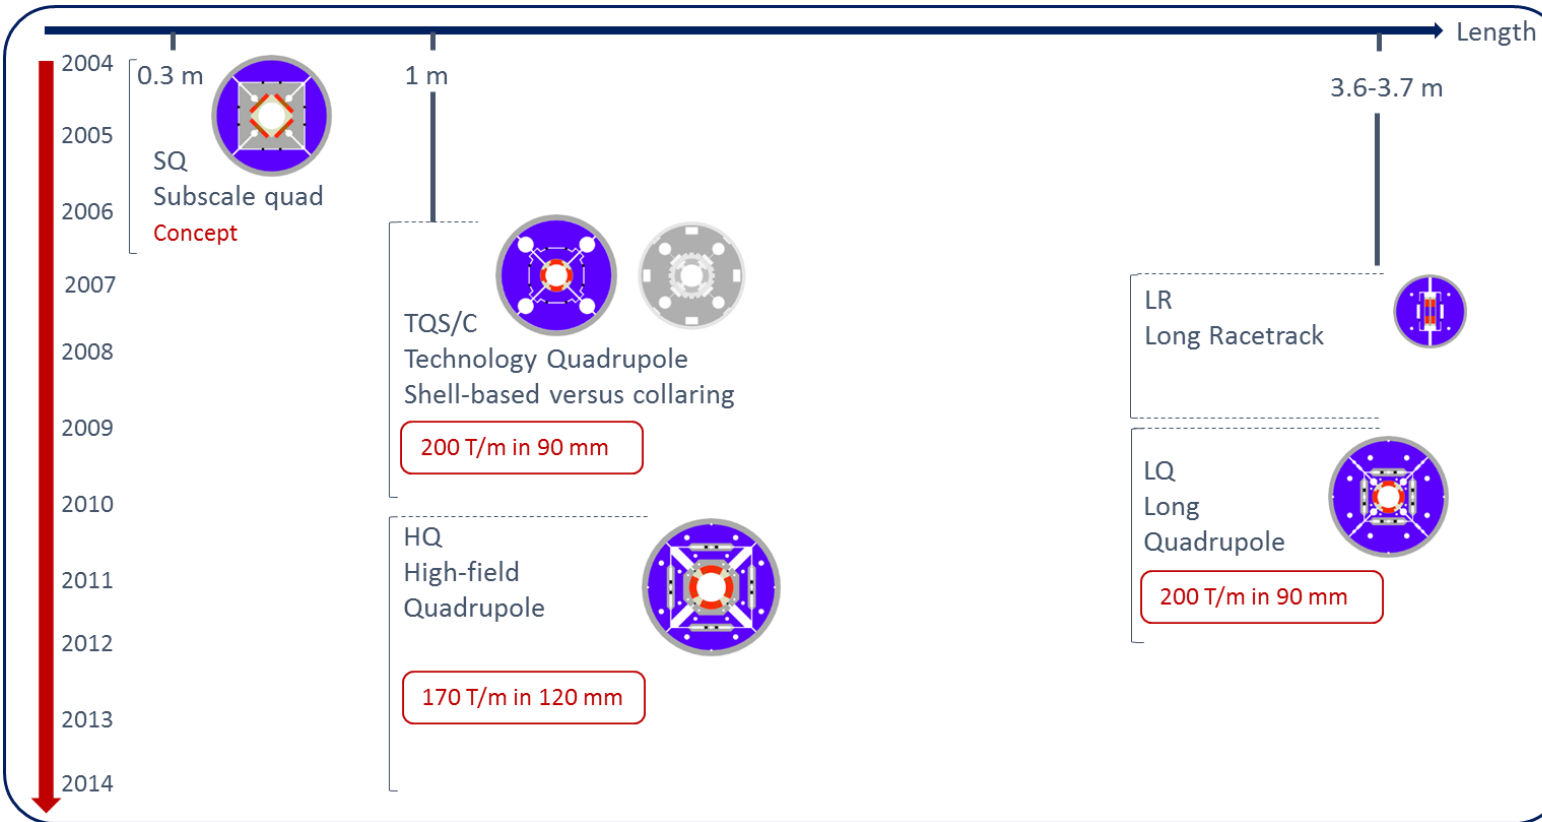 Length
0.3 m
1 m
3.6-3.7 m
2004
2005
2006
2007
2008
2009
2010
2011
2012
2013
2014
SQ
Subscale quad
Concept
TQS/C
Technology Quadrupole
Shell-based versus collaring
200 T/m in 90 mm
HQ
High-field
Quadrupole
170 T/m in 120 mm
LR
Long Racetrack
LQ
Long
Quadrupole
200 T/m in 90 mm